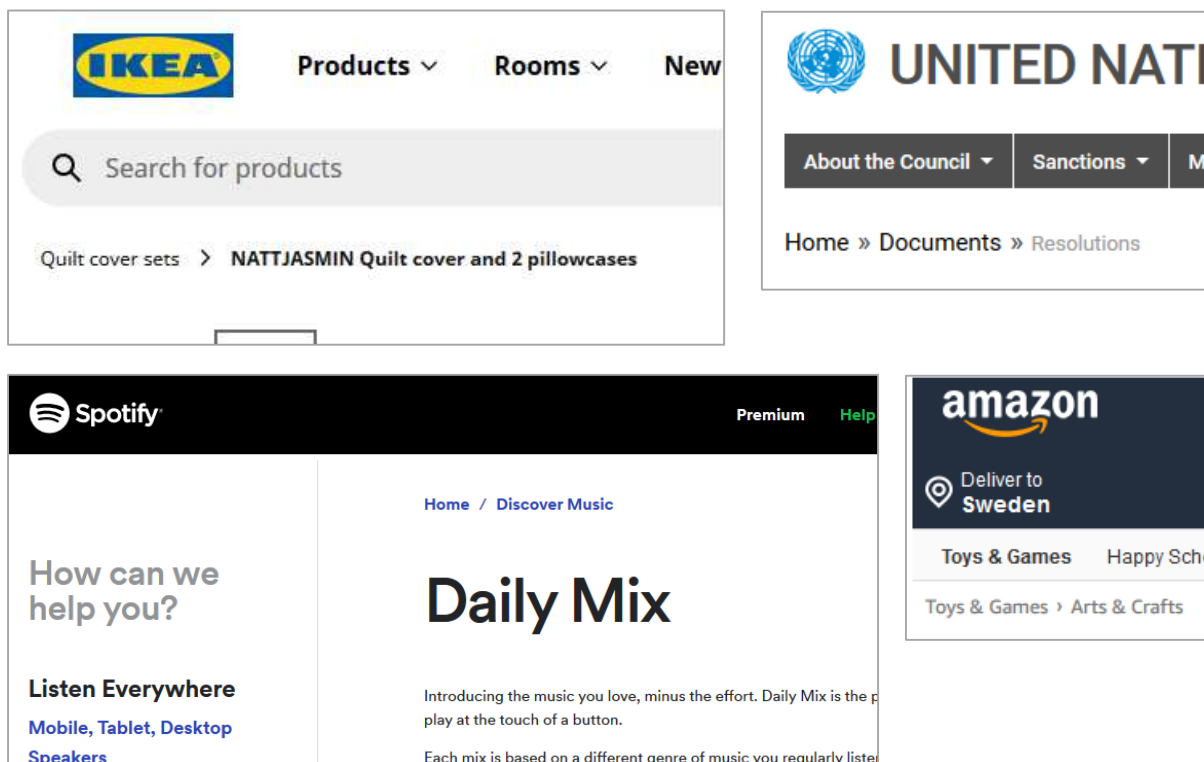 IKEA
Products Rooms New
Search for products
Quilt cover sets > NATTJASMIN Quilt cover and 2 pillowcases
UNITED NATI
About the Council Sanctions M
Home » Documents » Resolutions
Spotify
Premium Help
Home / Discover Music
How can we
help you?
Daily Mix
Listen Everywhere
Mobile, Tablet, Desktop
Speakers
Introducing the music you love, minus the effort. Daily Mix is the p
play at the touch of a button.
Each mix is based on a different genre of music you regularly listen
amazon
Deliver to
Sweden
Toys & Games Happy Sch
Toys & Games › Arts & Crafts